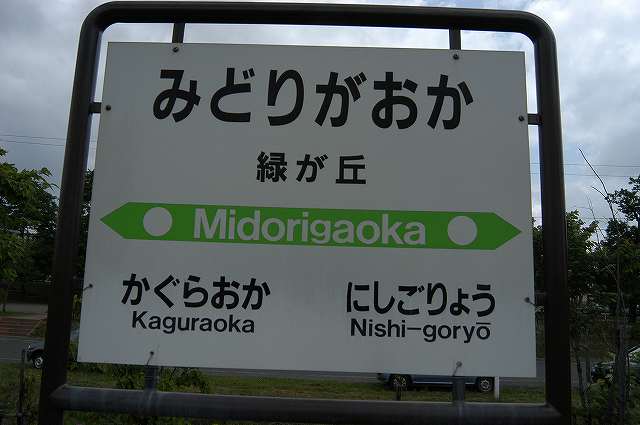 みどりがおか
緑が丘
Midorigaoka
かぐらおか
Kaguraoka
にしごりょう
Nishi-goryō